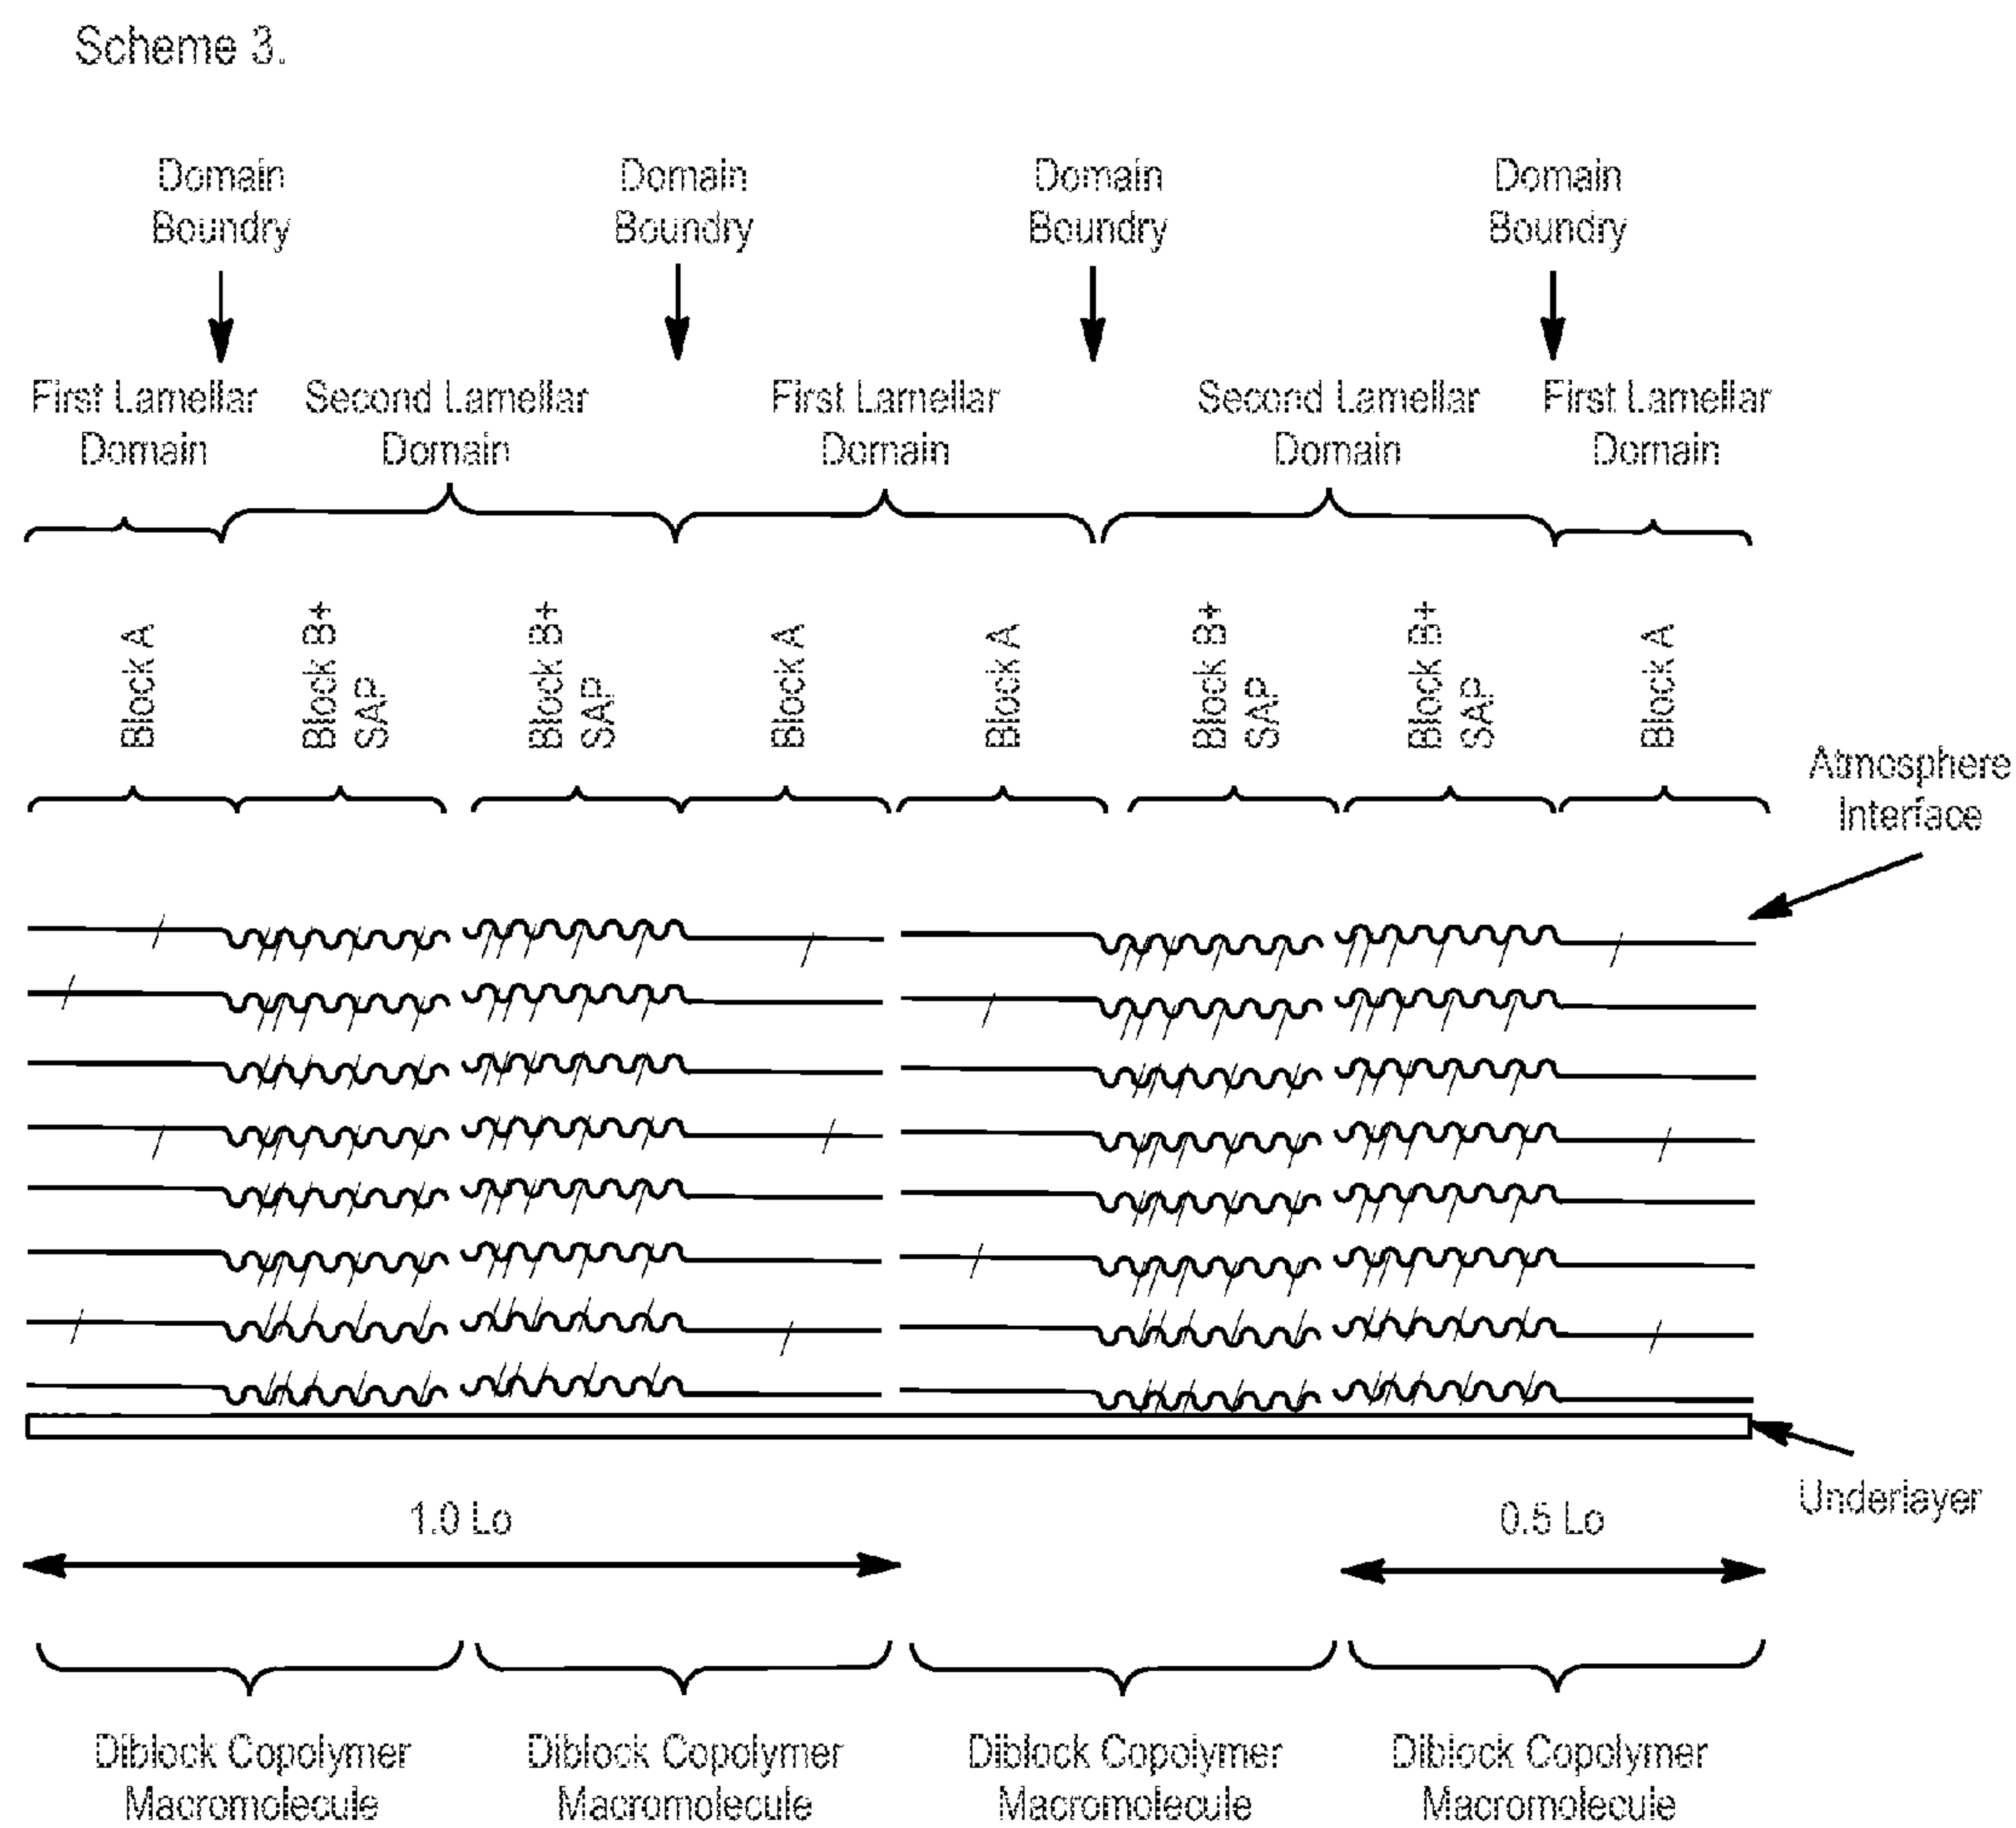 Scheme 3.
Domain
Boundry
Domain
Boundry
Domain
Boundry
Domain
Boundry
First Lamellar
Domain
Second Lamellar
Domain
First Lamellar
Domain
Second Lamellar
Domain
First Lamellar
Domain
Block A
Block B+
SAP
Block B+
SAP
Block A
Block A
Block B+
SAP
Block B+
SAP
Block A
Atmosphere
Interface
Underlayer
1.0 Lo
0.5 Lo
Diblock Copolymer
Macromolecule
Diblock Copolymer
Macromolecule
Diblock Copolymer
Macromolecule
Diblock Copolymer
Macromolecule